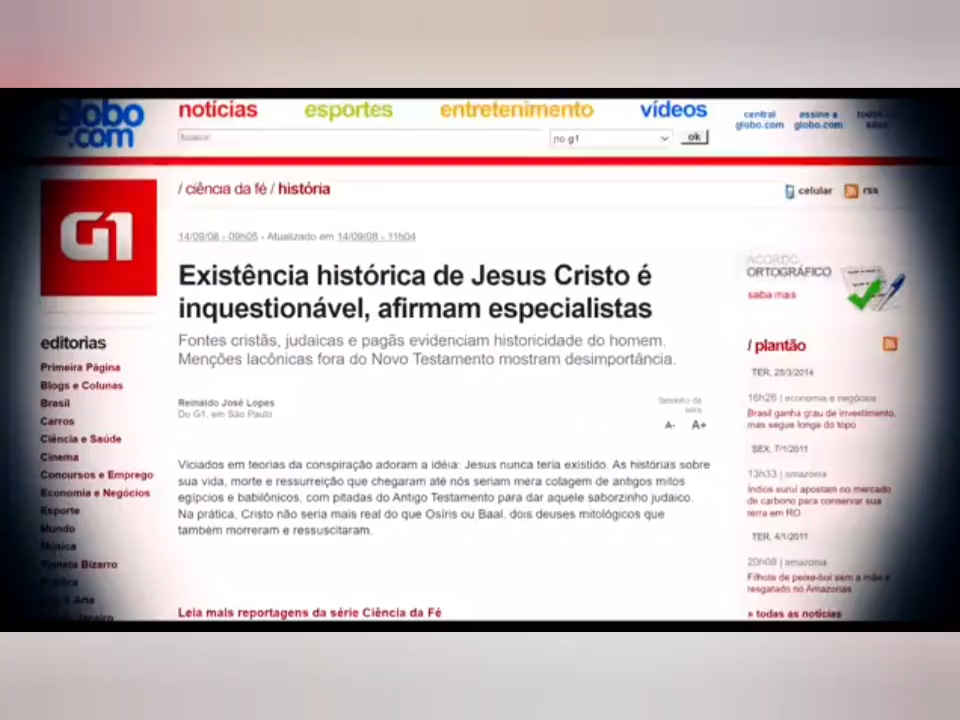 globo
.com
notícias esportes entretenimento vídeos
central
globo.com
assine a
globo.com
buscar
no g1
ok
G1
/ ciência da fé / história
celular
rss
14/09/08 - 09h05 - Atualizado em 14/09/08 - 11h04
Existência histórica de Jesus Cristo é
inquestionável, afirmam especialistas
Fontes cristãs, judaicas e pagãs evidenciam historicidade do homem.
Menções lacônicas fora do Novo Testamento mostram desimportância.
Reinaldo José Lopes
Do G1, em São Paulo
Tamanho da
letra
A- A+
Viciados em teorias da conspiração adoram a idéia: Jesus nunca teria existido. As histórias sobre
sua vida, morte e ressurreição que chegaram até nós seriam mera colagem de antigos mitos
egípcios e babilônicos, com pitadas do Antigo Testamento para dar aquele saborzinho judaico.
Na prática, Cristo não seria mais real do que Osíris ou Baal, dois deuses mitológicos que
também morreram e ressuscitaram.
Leia mais reportagens da série Ciência da Fé
editorias
Primeira Página
Blogs e Colunas
Brasil
Carros
Ciência e Saúde
Cinema
Concursos e Emprego
Economia e Negócios
Esporte
Mundo
Música
Planeta Bizarro
Política
& Arte
Janeiro
ACORDO
ORTOGRÁFICO
saiba mais
/ plantão
TER, 25/3/2014
16h26 | economia e negócios
Brasil ganha grau de investimento,
mas segue longe do topo
SEX, 7/1/2011
13h33 | amazonia
Índios suruí apostam no mercado
de carbono para conservar sua
terra em RO
TER, 4/1/2011
20h08 | amazonia
Filhote de peixe-boi sem a mãe é
resgatado no Amazonas
» todas as notícias